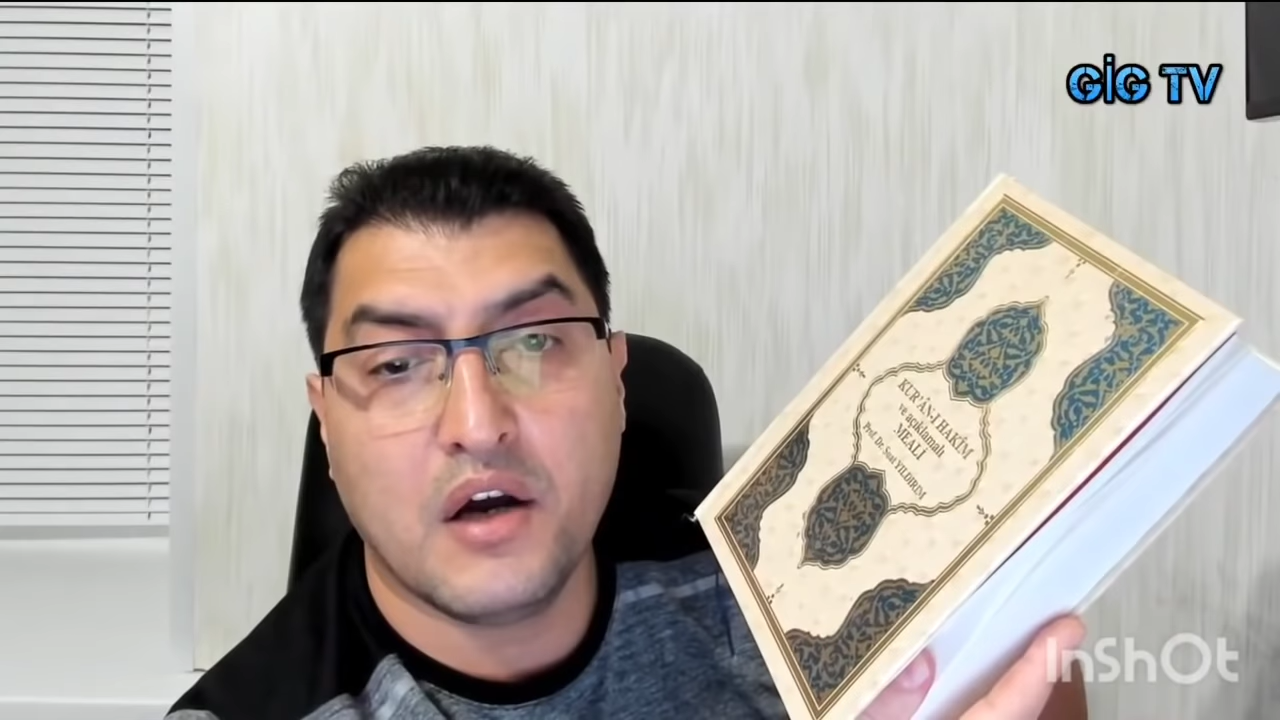 GİG TV
KUR'ÂN-I HAKÎM
ve açıklamalı
MEALİ
Prof. Dr. Suat YILDIRIM
InShOt